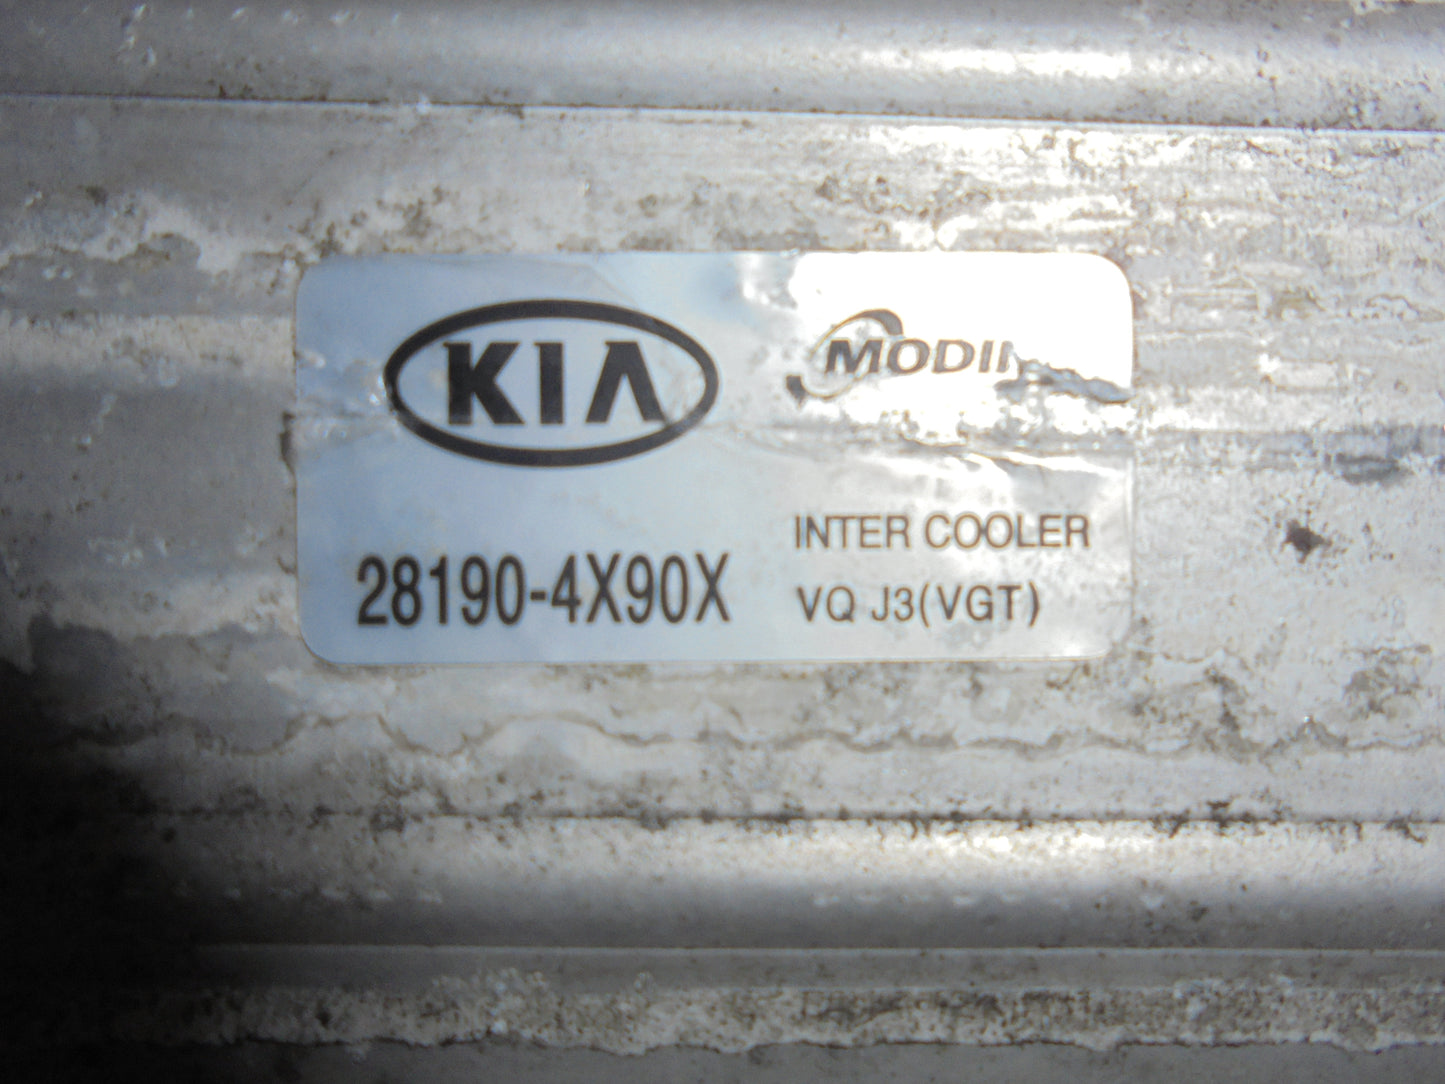 KIA
INTER COOLER
28190-4X90X
VQ J3(VGT)